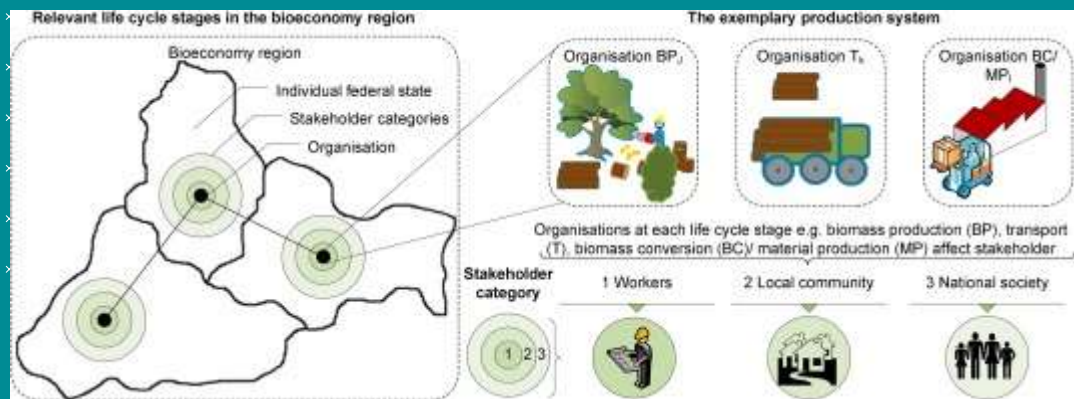 Relevant life cycle stages in the bioeconomy region
The exemplary production system
Bioeconomy region
Individual federal state
Stakeholder categories
Organisation
Organisation BPJ
Organisation Tk
Organisation BC/
MPl
Organisations at each life cycle stage e.g. biomass production (BP), transport
(T), biomass conversion (BC)/ material production (MP) affect stakeholder
Stakeholder
category
1 Workers
2 Local community
3 National society
1 2 3